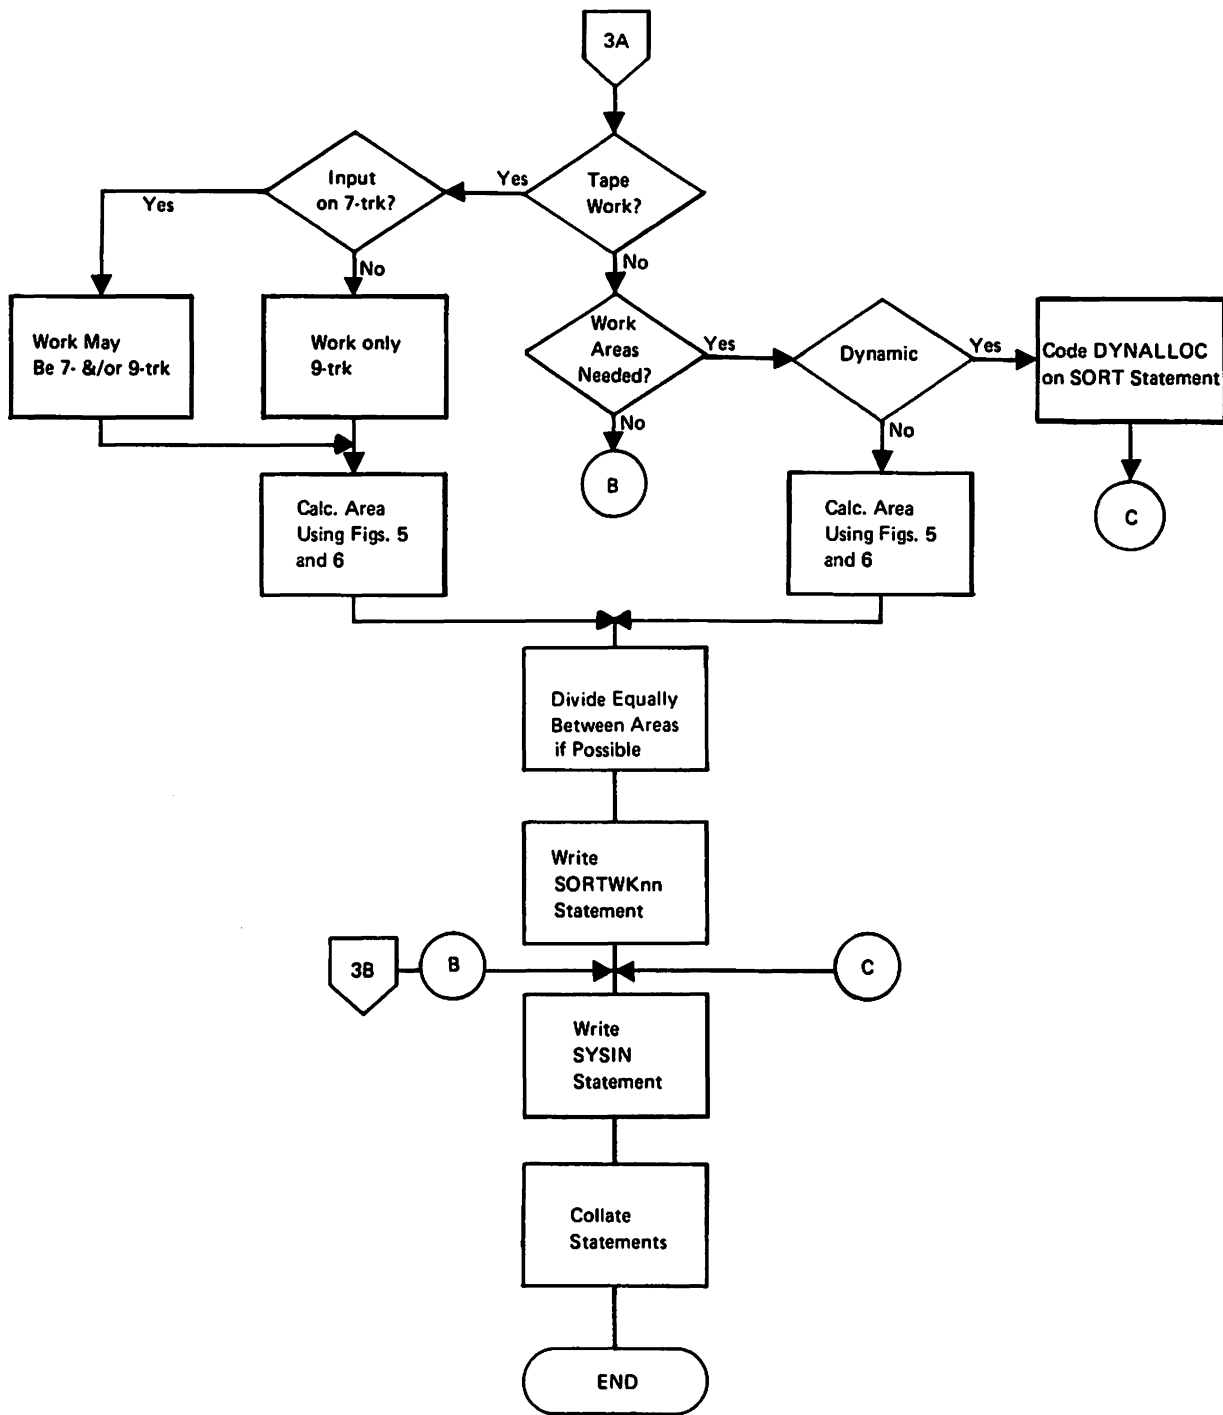 3A
Tape
Work?
Yes
No
Input
on 7-trk?
Yes
No
Work May
Be 7- &/or 9-trk
Work only
9-trk
Work
Areas
Needed?
Yes
No
Dynamic
Yes
No
Code DYNALLOC
on SORT Statement
B
C
Calc. Area
Using Figs. 5
and 6
Calc. Area
Using Figs. 5
and 6
Divide Equally
Between Areas
if Possible
Write
SORTWKnn
Statement
3B
B
C
Write
SYSIN
Statement
Collate
Statements
END